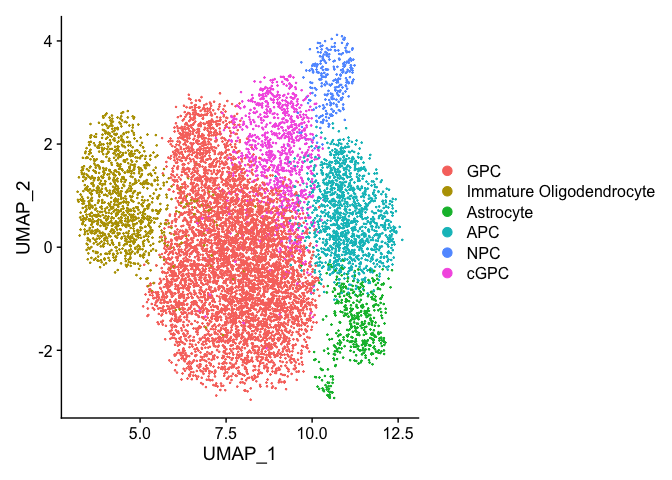 4
2
0
-2
UMAP_2
5.0
7.5
10.0
12.5
UMAP_1
GPC
Immature Oligodendrocyte
Astrocyte
APC
NPC
cGPC